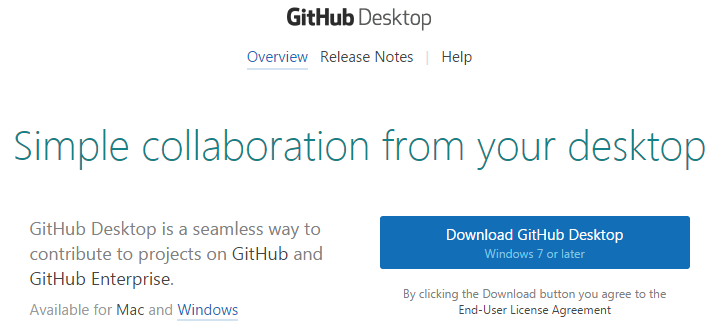 GitHub Desktop
Overview Release Notes | Help
Simple collaboration from your desktop
GitHub Desktop is a seamless way to
contribute to projects on GitHub and
GitHub Enterprise.
Available for Mac and Windows
Download GitHub Desktop
Windows 7 or later
By clicking the Download button you agree to the
End-User License Agreement